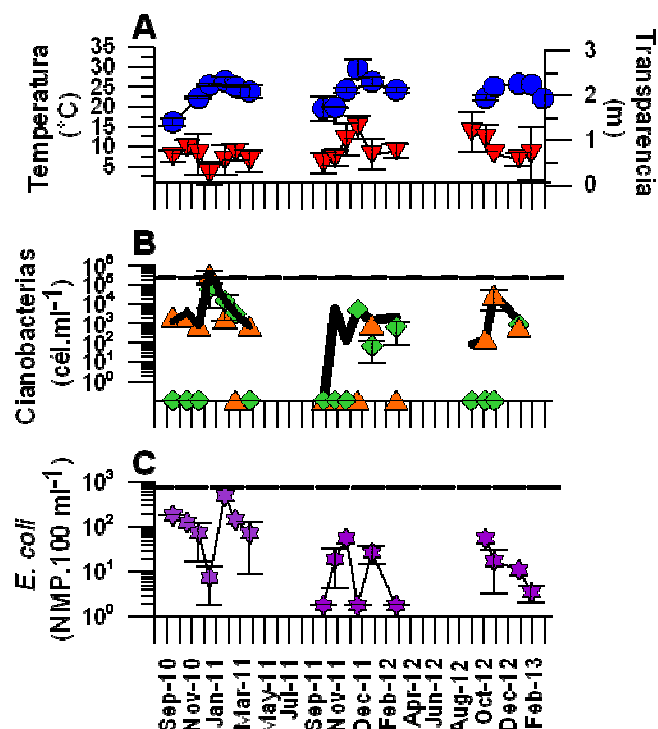 A
35
30
25
20
15
10
5
Temperatura
(°C)
3
2
1
0
Transparencia
(m)
B
10⁶
10⁵
10⁴
10³
10²
10¹
10⁰
Cianobacterias
(cél.ml⁻¹)
C
10³
10²
10¹
10⁰
E. coli
(NMP.100 ml⁻¹)
Sep-10
Nov-10
Jan-11
Mar-11
May-11
Jul-11
Sep-11
Nov-11
Dec-11
Feb-12
Apr-12
Jun-12
Aug-12
Oct-12
Dec-12
Feb-13